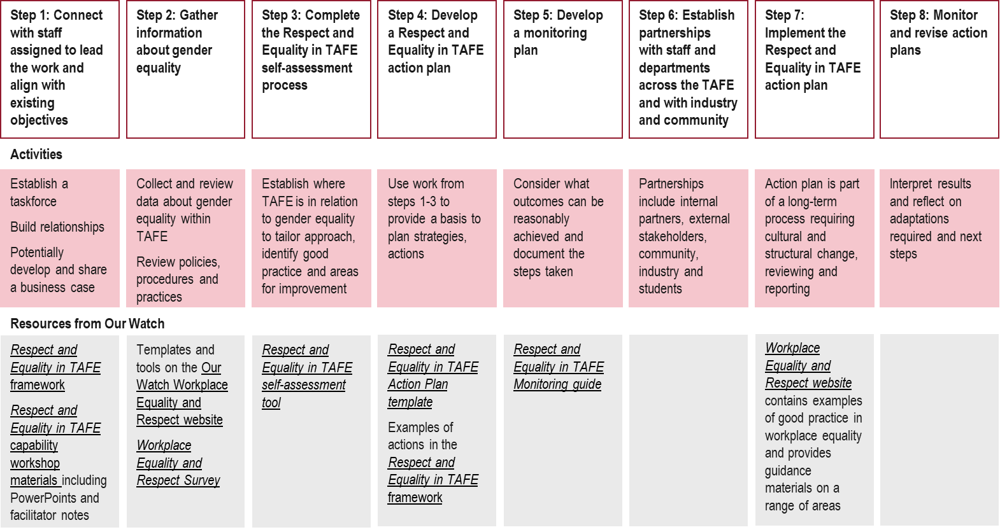 Step 1: Connect
with staff
assigned to lead
the work and
align with
existing
objectives
Step 2: Gather
information
about gender
equality
Step 3: Complete
the Respect and
Equality in TAFE
self-assessment
process
Step 4: Develop
a Respect and
Equality in TAFE
action plan
Step 5: Develop
a monitoring
plan
Step 6: Establish
partnerships
with staff and
departments
across the TAFE
and with industry
and community
Step 7:
Implement the
Respect and
Equality in TAFE
action plan
Step 8: Monitor
and revise action
plans
Activities
Establish a
taskforce
Build relationships
Potentially
develop and share
a business case
Collect and review
data about gender
equality within
TAFE
Review policies,
procedures and
practices
Establish where
TAFE is in relation
to gender equality
to tailor approach,
identify good
practice and areas
for improvement
Use work from
steps 1-3 to
provide a basis to
plan strategies,
actions
Consider what
outcomes can be
reasonably
achieved and
document the
steps taken
Partnerships
include internal
partners, external
stakeholders,
community,
industry and
students
Action plan is part
of a long-term
process requiring
cultural and
structural change,
reviewing and
reporting
Interpret results
and reflect on
adaptations
required and next
steps
Resources from Our Watch
Respect and
Equality in TAFE
framework
Respect and
Equality in TAFE
capability
workshop
materials including
PowerPoints and
facilitator notes
Templates and
tools on the Our
Watch Workplace
Equality and
Respect website
Workplace
Equality and
Respect Survey
Respect and
Equality in TAFE
self-assessment
tool
Respect and
Equality in TAFE
Action Plan
template
Examples of
actions in the
Respect and
Equality in TAFE
framework
Respect and
Equality in TAFE
Monitoring guide
Workplace
Equality and
Respect website
contains examples
of good practice in
workplace equality
and provides
guidance
materials on a
range of areas